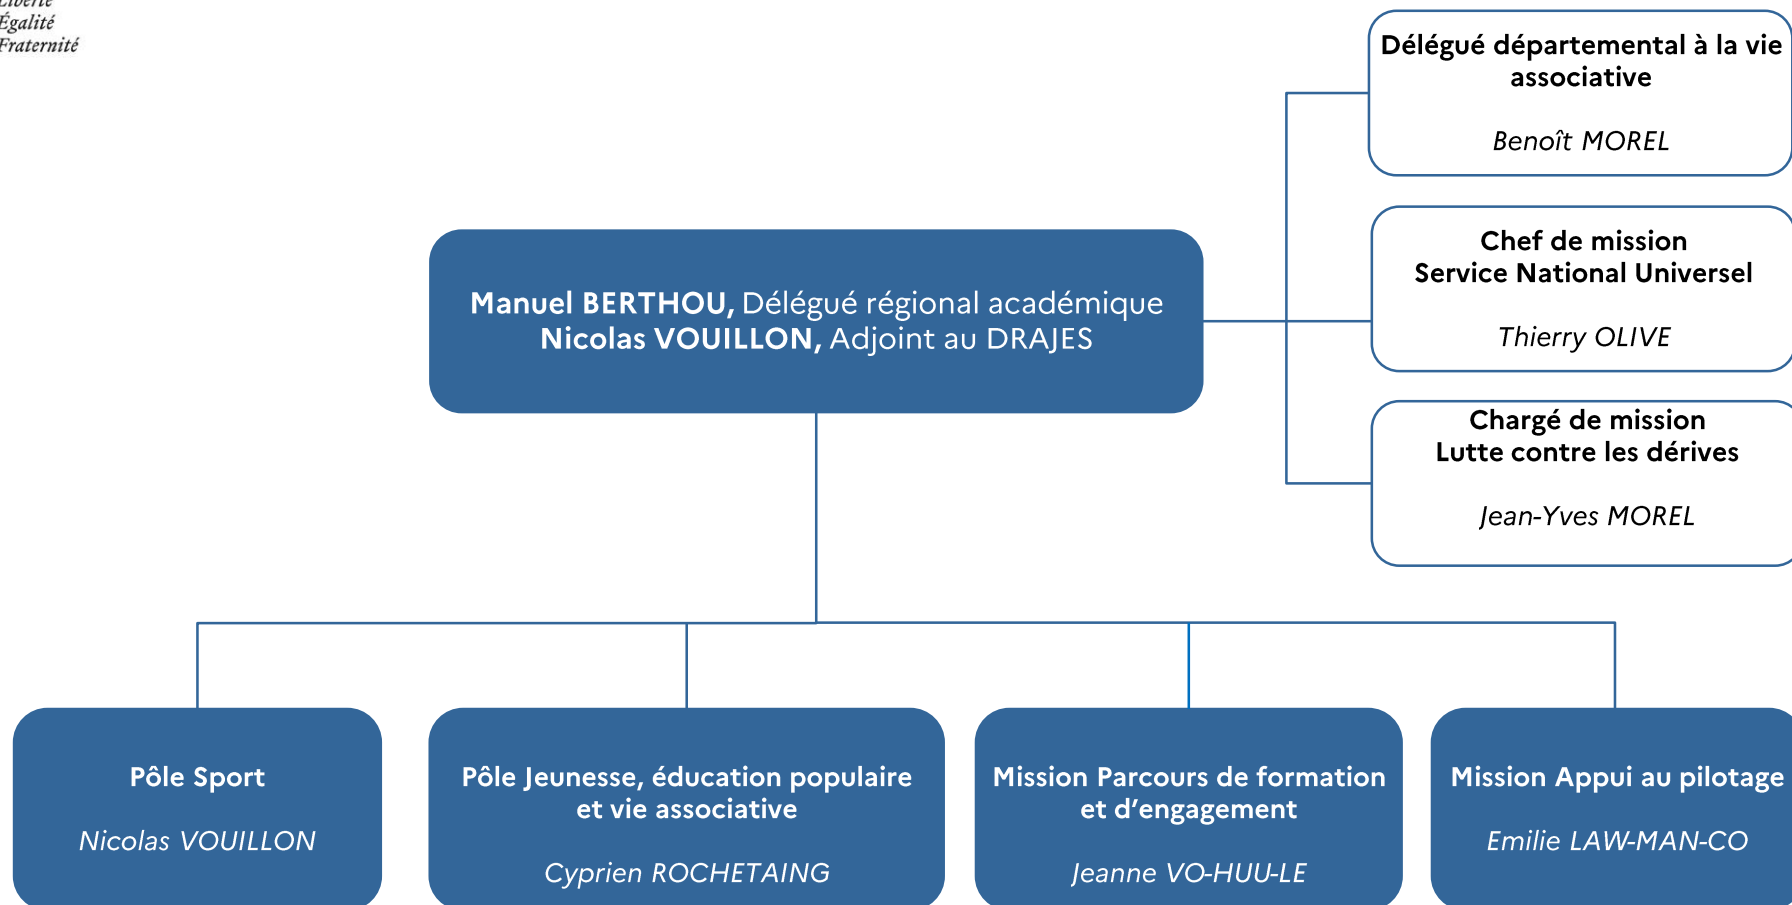 Liberté
Égalité
Fraternité
Délégué départemental à la vie
associative
Benoît MOREL
Chef de mission
Service National Universel
Thierry OLIVE
Chargé de mission
Lutte contre les dérives
Jean-Yves MOREL
Manuel BERTHOU, Délégué régional académique
Nicolas VOUILLON, Adjoint au DRAJES
Pôle Sport
Nicolas VOUILLON
Pôle Jeunesse, éducation populaire
et vie associative
Cyprien ROCHETAING
Mission Parcours de formation
et d’engagement
Jeanne VO-HUU-LE
Mission Appui au pilotage
Emilie LAW-MAN-CO